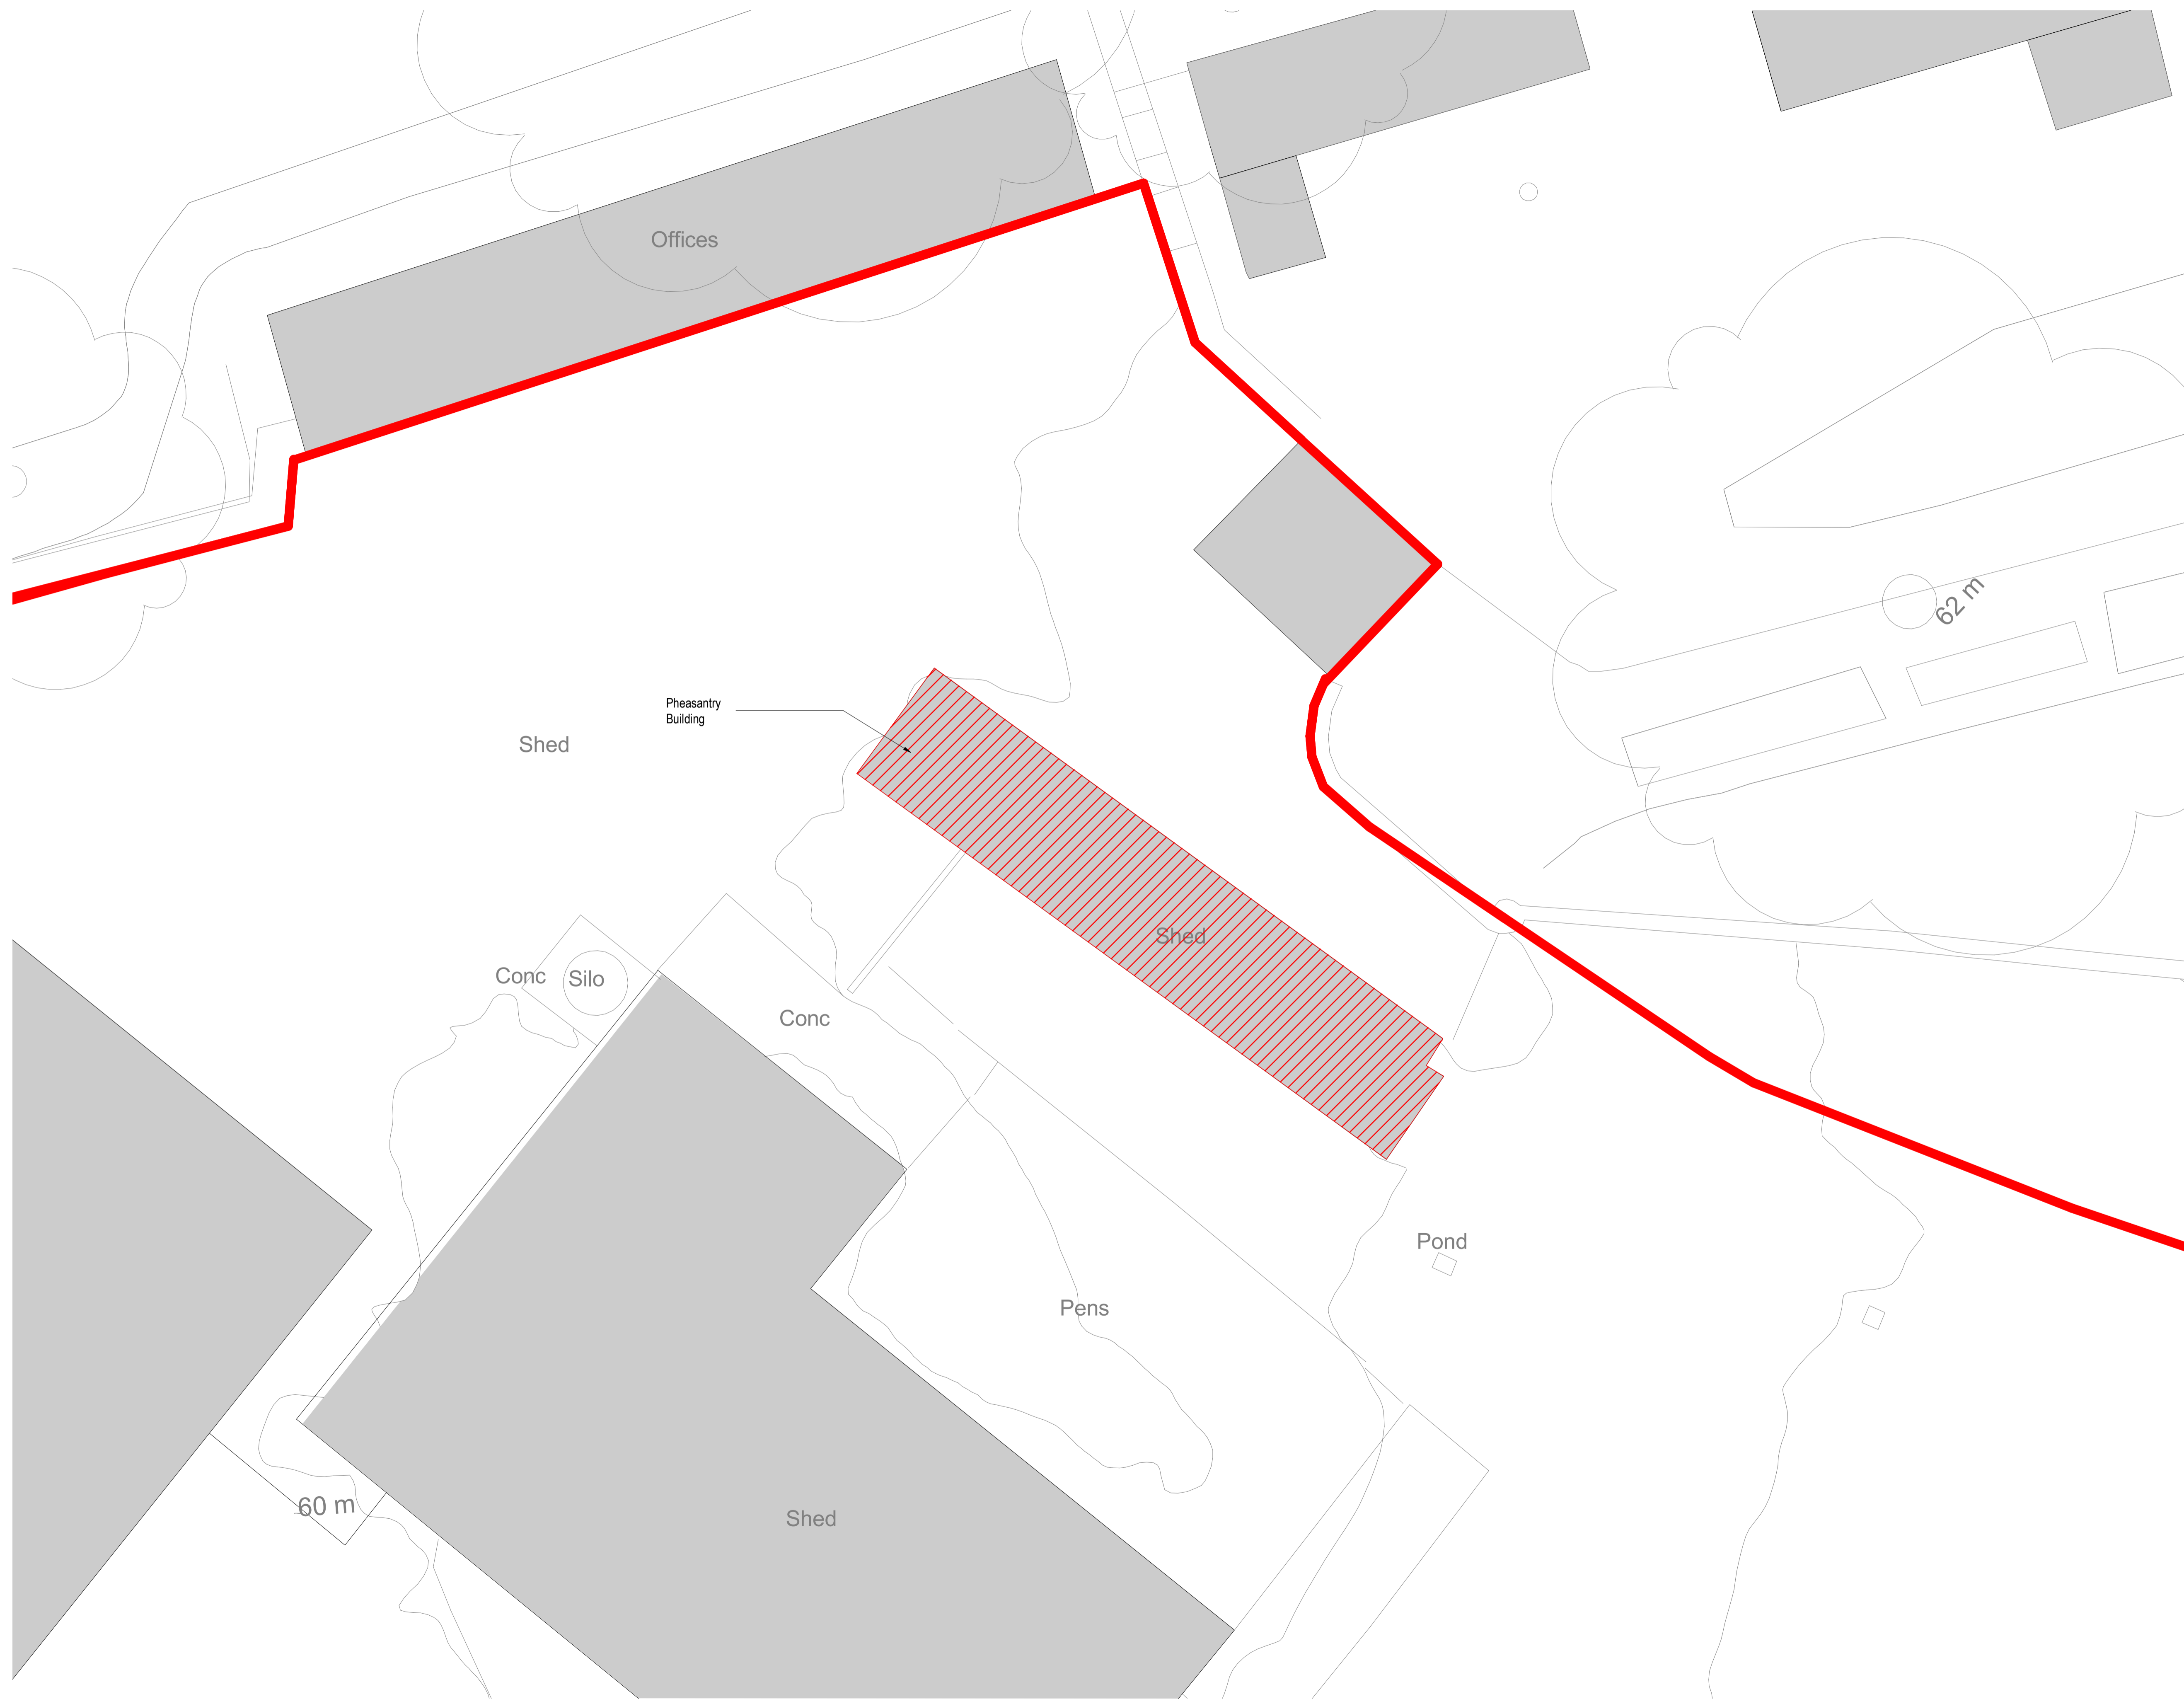 Offices
62 m
Pheasantry
Building
Shed
Shed
Conc
Silo
Conc
Pond
Pens
60 m
Shed